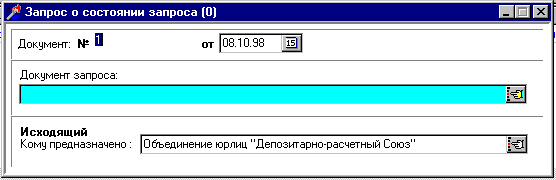 Запрос о состоянии запроса (0)
Документ: № 1 от 08.10.98 15
Документ запроса:
Исходящий
Кому предназначено : Объединение юрлиц "Депозитарно-расчетный Союз"